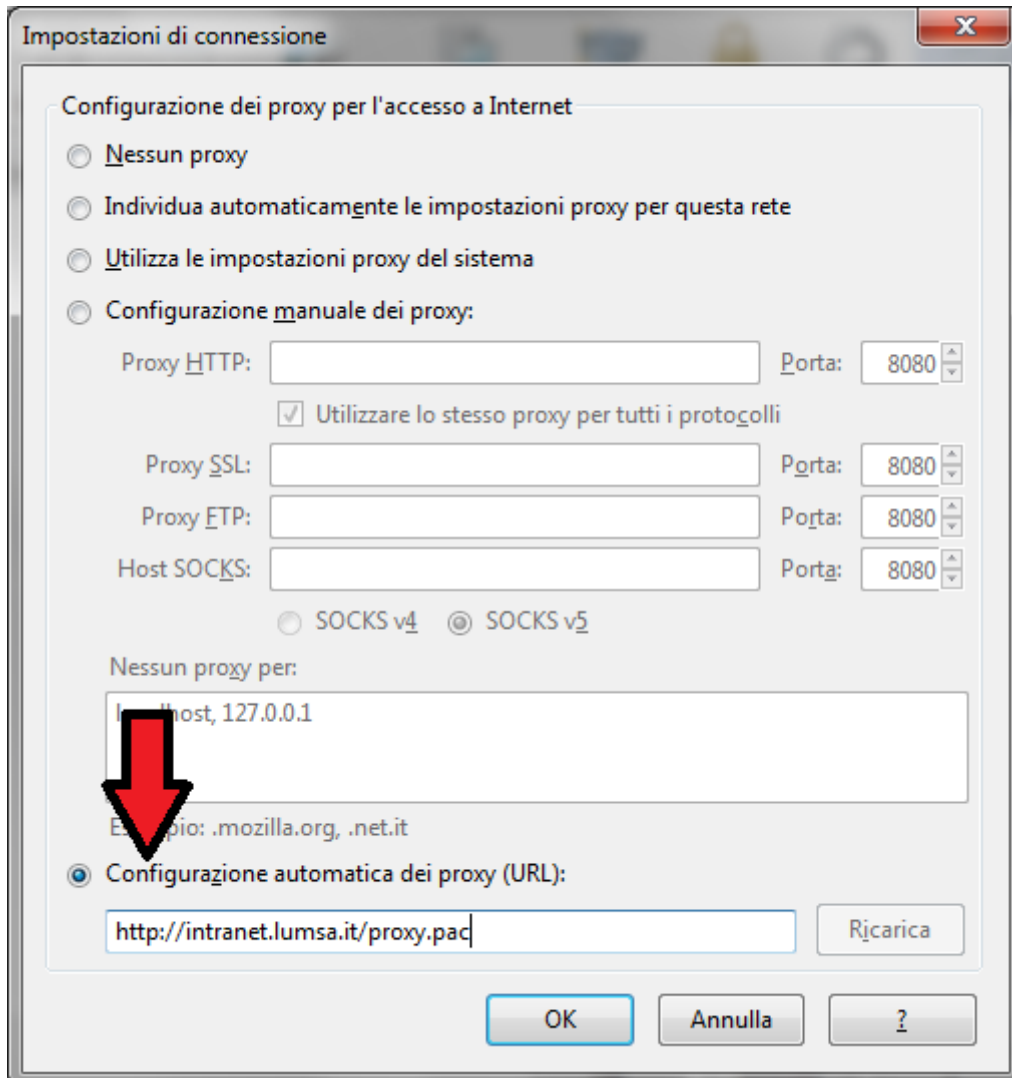 Impostazioni di connessione
Configurazione dei proxy per l'accesso a Internet
Nessun proxy
Individua automaticamente le impostazioni proxy per questa rete
Utilizza le impostazioni proxy del sistema
Configurazione manuale dei proxy:
Proxy HTTP: Porta: 8080
Utilizzare lo stesso proxy per tutti i protocolli
Proxy SSL: Porta: 8080
Proxy FTP: Porta: 8080
Host SOCKS: Porta: 8080
SOCKS v4 SOCKS v5
Nessun proxy per:
127.0.0.1
.mozilla.org, .net.it
Configurazione automatica dei proxy (URL):
http://intranet.lumsa.it/proxy.pac Ricarica
OK Annulla ?